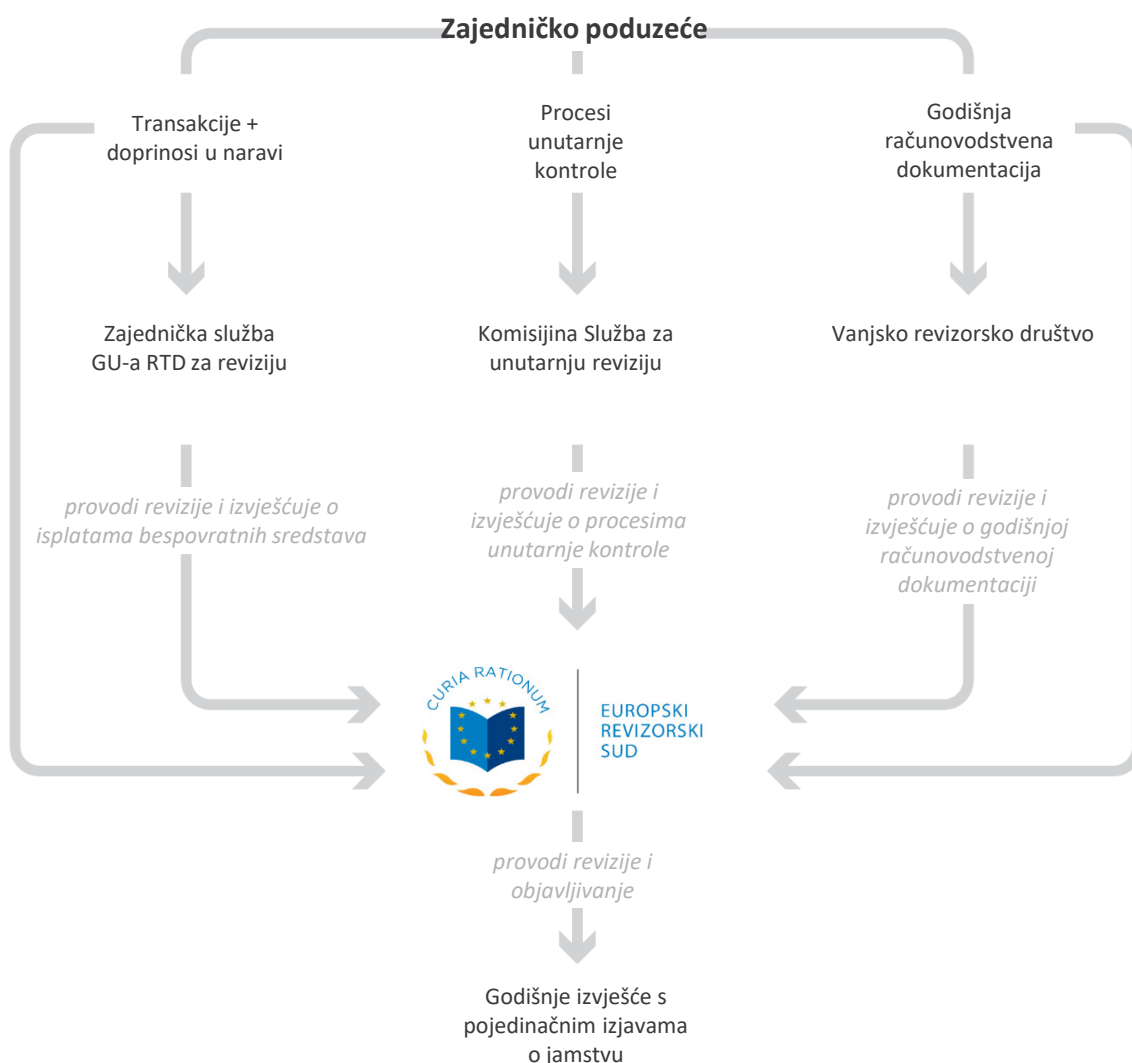 Zajedničko poduzeće
Transakcije +
doprinosi u naravi
Procesi
unutarnje
kontrole
Godišnja
računovodstvena
dokumentacija
Zajednička služba
GU-a RTD za reviziju
Komisijina Služba za
unutarnju reviziju
Vanjsko revizorsko društvo
provodi revizije i izvješćuje o
isplatama bespovratnih sredstava
provodi revizije i
izvješćuje o procesima
unutarnje kontrole
provodi revizije i
izvješćuje o godišnjoj
računovodstvenoj
dokumentaciji
CURIA RATIONUM
EUROPSKI
REVIZORSKI
SUD
provodi revizije i
objavljivanje
Godišnje izvješće s
pojedinačnim izjavama
o jamstvu